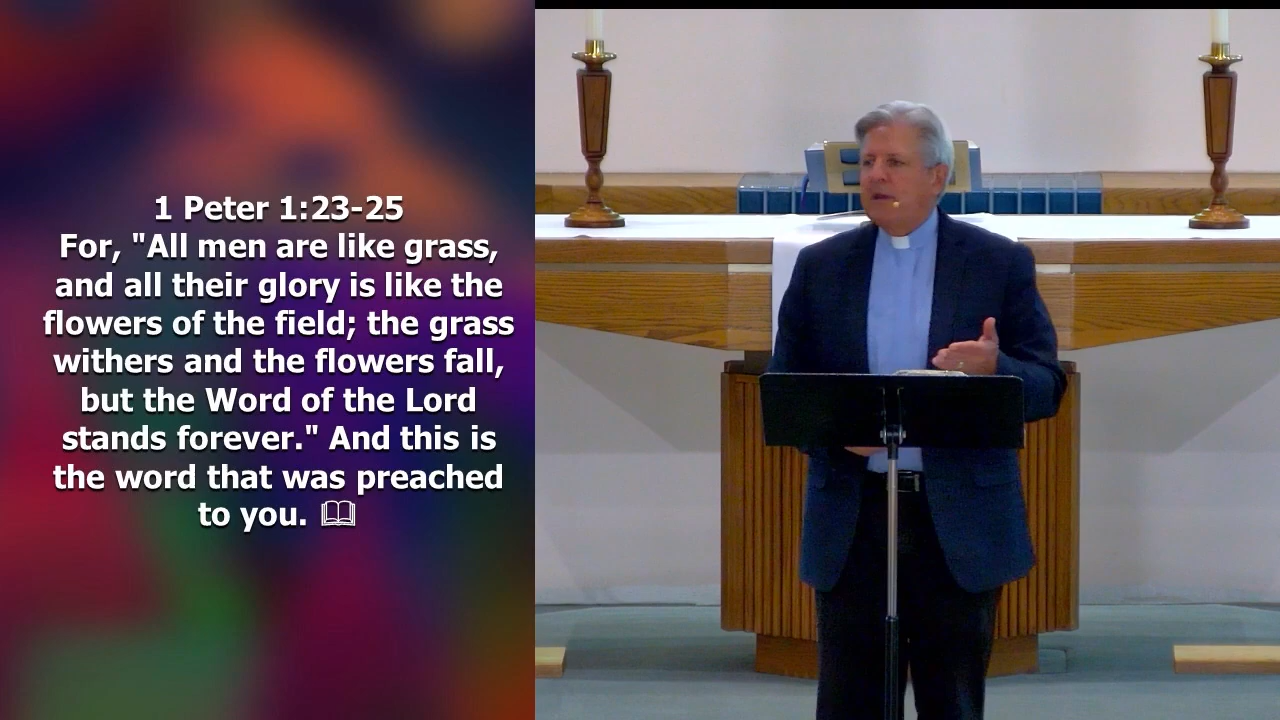 1 Peter 1:23-25
For, "All men are like grass,
and all their glory is like the
flowers of the field; the grass
withers and the flowers fall,
but the Word of the Lord
stands forever." And this is
the word that was preached
to you. 📖